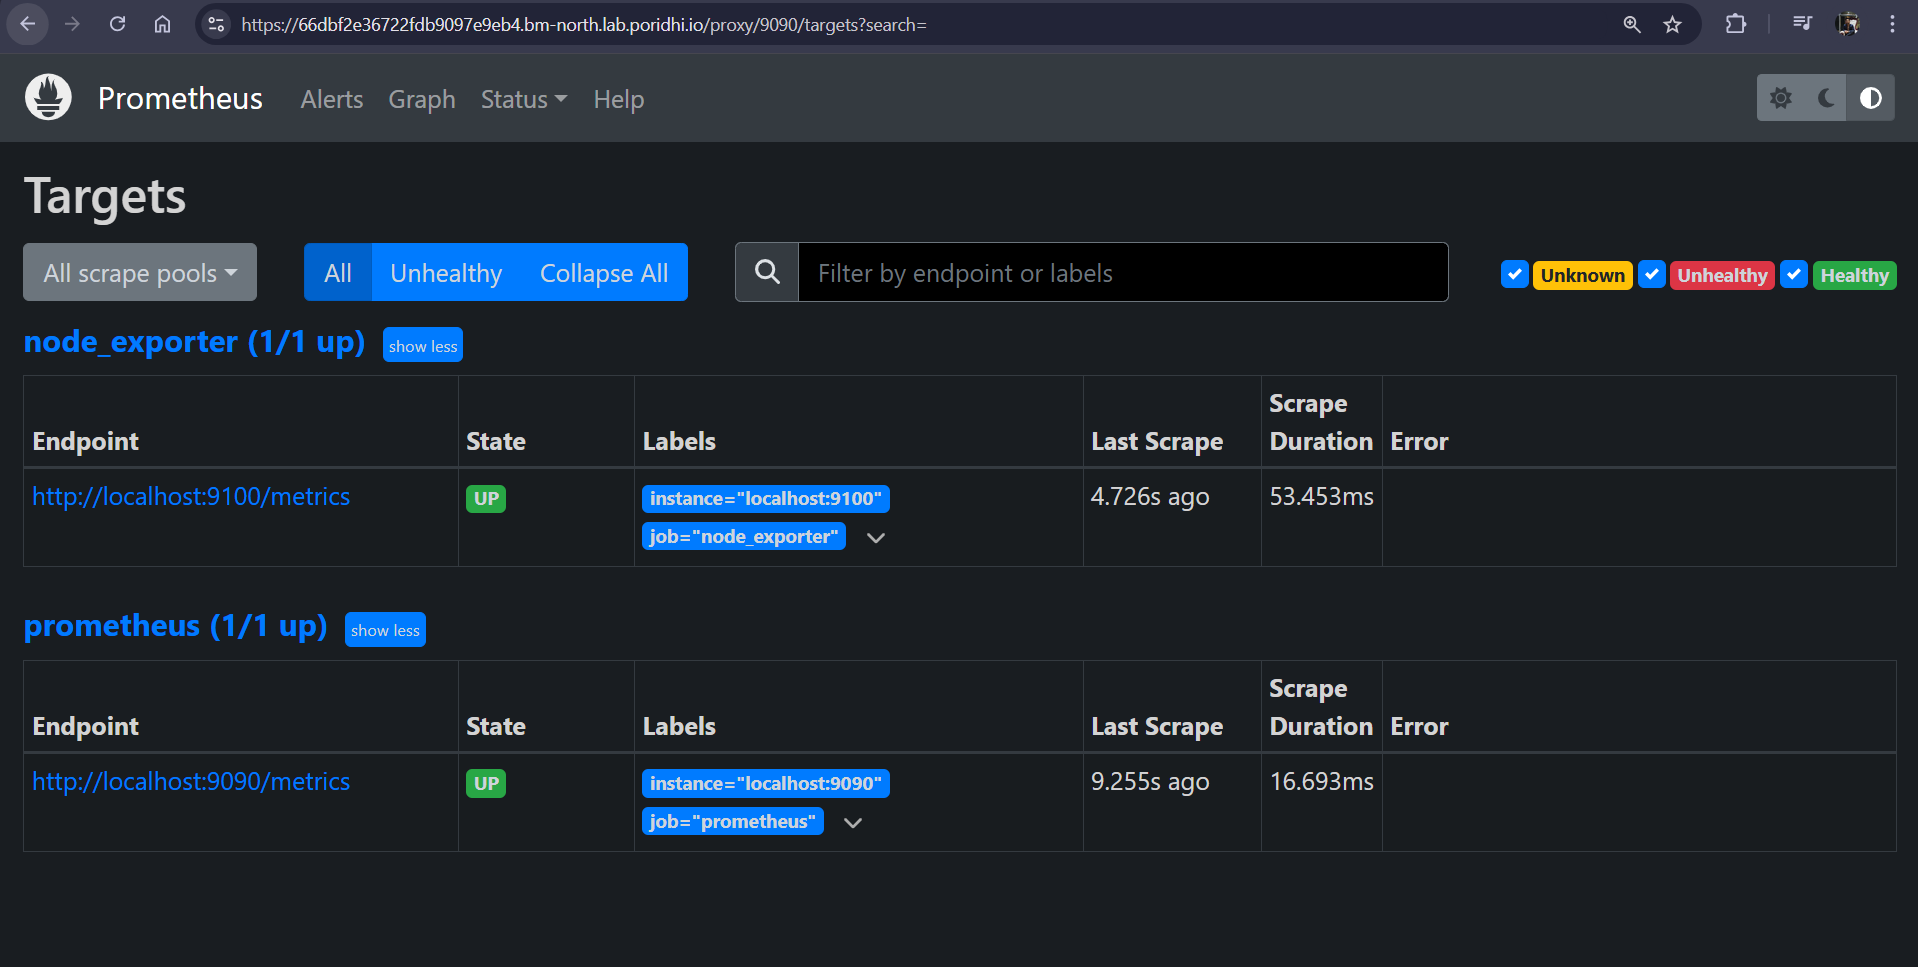 https://66dbf2e36722fdb9097e9eb4.bm-north.lab.poridhi.io/proxy/9090/targets?search=
Prometheus Alerts Graph Status Help
Targets
All scrape pools All Unhealthy Collapse All Filter by endpoint or labels Unknown Unhealthy Healthy
node_exporter (1/1 up) show less
Endpoint State Labels Last Scrape Scrape Duration Error
http://localhost:9100/metrics UP instance="localhost:9100" 4.726s ago 53.453ms
job="node_exporter"
prometheus (1/1 up) show less
Endpoint State Labels Last Scrape Scrape Duration Error
http://localhost:9090/metrics UP instance="localhost:9090" 9.255s ago 16.693ms
job="prometheus"